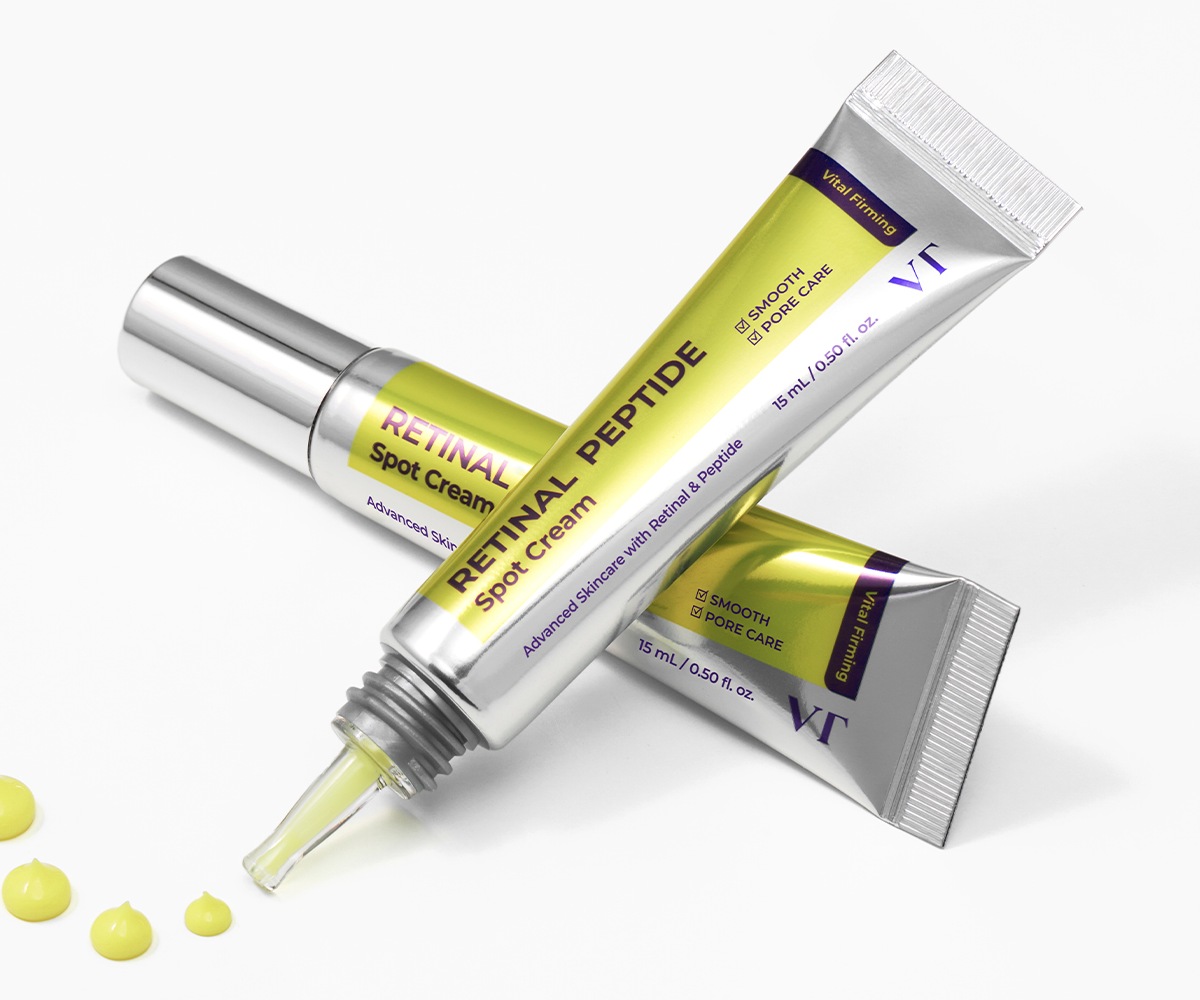 Vital Firming
VT
☑ SMOOTH
☑ PORE CARE
15 mL / 0.50 fl. oz.
RETINAL PEPTIDE
Spot Cream
Advanced Skincare with Retinal & Peptide
RETINAL
Spot Cream
Advanced
☑ SMOOTH
☑ PORE CARE
15 mL / 0.50 fl. oz.
Vital Firming
VT